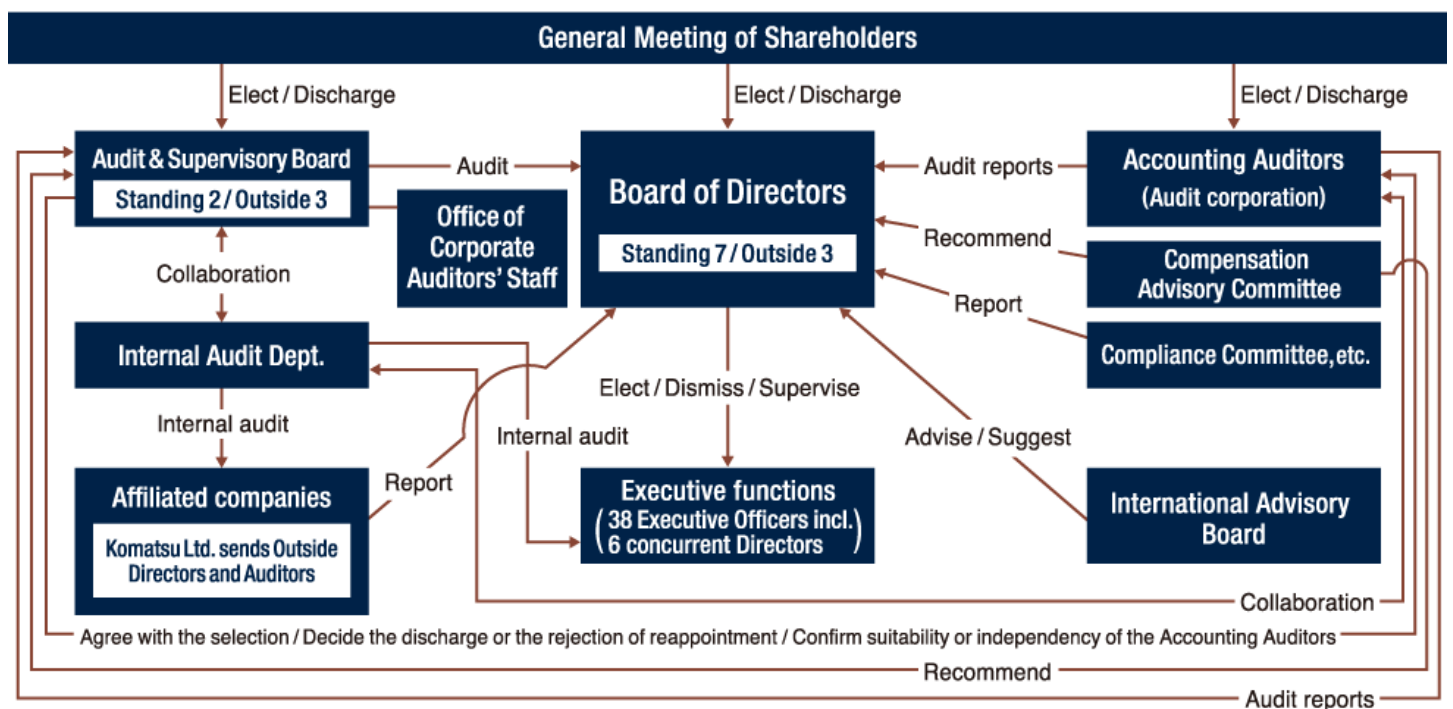 General Meeting of Shareholders
Elect / Discharge
Elect / Discharge
Elect / Discharge
Audit & Supervisory Board
Standing 2 / Outside 3
Audit
Office of
Corporate
Auditors' Staff
Board of Directors
Standing 7 / Outside 3
Audit reports
Accounting Auditors
(Audit corporation)
Recommend
Compensation
Advisory Committee
Collaboration
Report
Internal Audit Dept.
Compliance Committee, etc.
Elect / Dismiss / Supervise
Internal audit
Internal audit
Advise / Suggest
Report
Affiliated companies
Komatsu Ltd. sends Outside
Directors and Auditors
Executive functions
(38 Executive Officers incl.
6 concurrent Directors)
International Advisory
Board
Collaboration
Agree with the selection / Decide the discharge or the rejection of reappointment / Confirm suitability or independency of the Accounting Auditors
Recommend
Audit reports